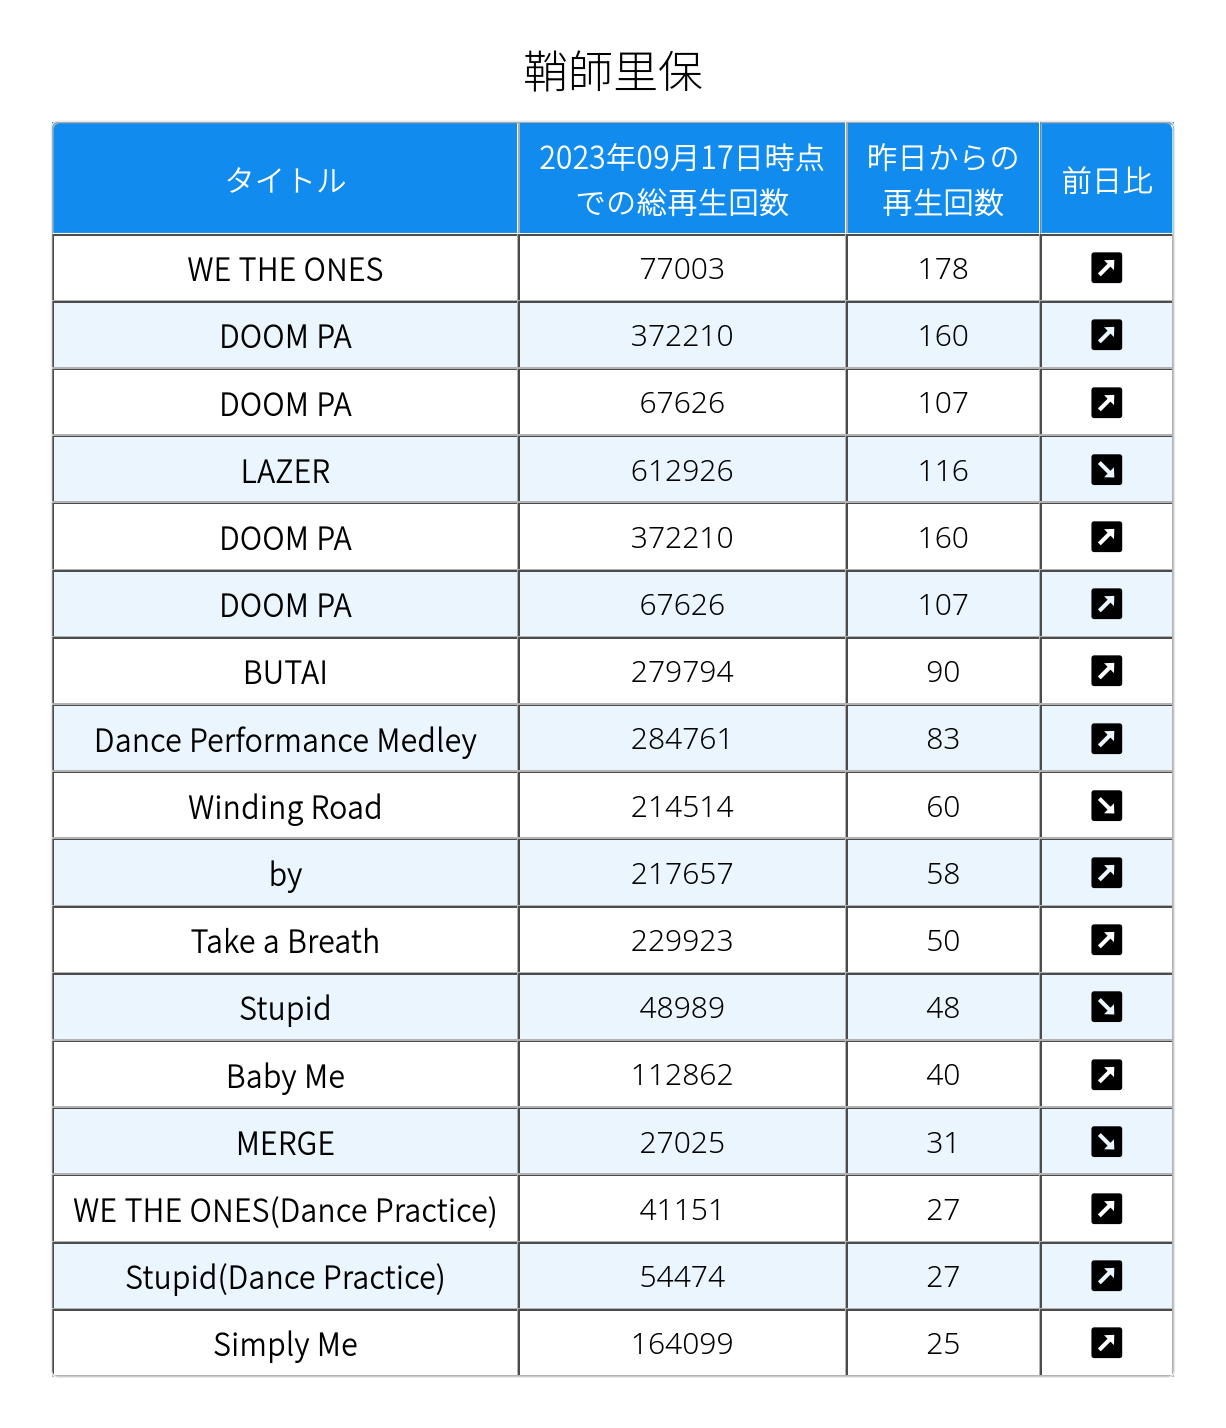 鞘師里保
タイトル 2023年09月17日時点 昨日からの 前日比
での総再生回数 再生回数
WE THE ONES 77003 178 ↗
DOOM PA 372210 160 ↗
DOOM PA 67626 107 ↗
LAZER 612926 116 ↘
DOOM PA 372210 160 ↗
DOOM PA 67626 107 ↗
BUTAI 279794 90 ↗
Dance Performance Medley 284761 83 ↗
Winding Road 214514 60 ↘
by 217657 58 ↗
Take a Breath 229923 50 ↗
Stupid 48989 48 ↘
Baby Me 112862 40 ↗
MERGE 27025 31 ↘
WE THE ONES(Dance Practice) 41151 27 ↗
Stupid(Dance Practice) 54474 27 ↗
Simply Me 164099 25 ↗